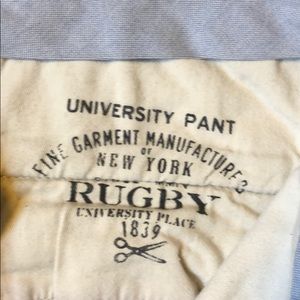 UNIVERSITY PANT
FINE GARMENT MANUFACTURES
OF
NEW YORK
RUGBY
UNIVERSITY PLACE
1839